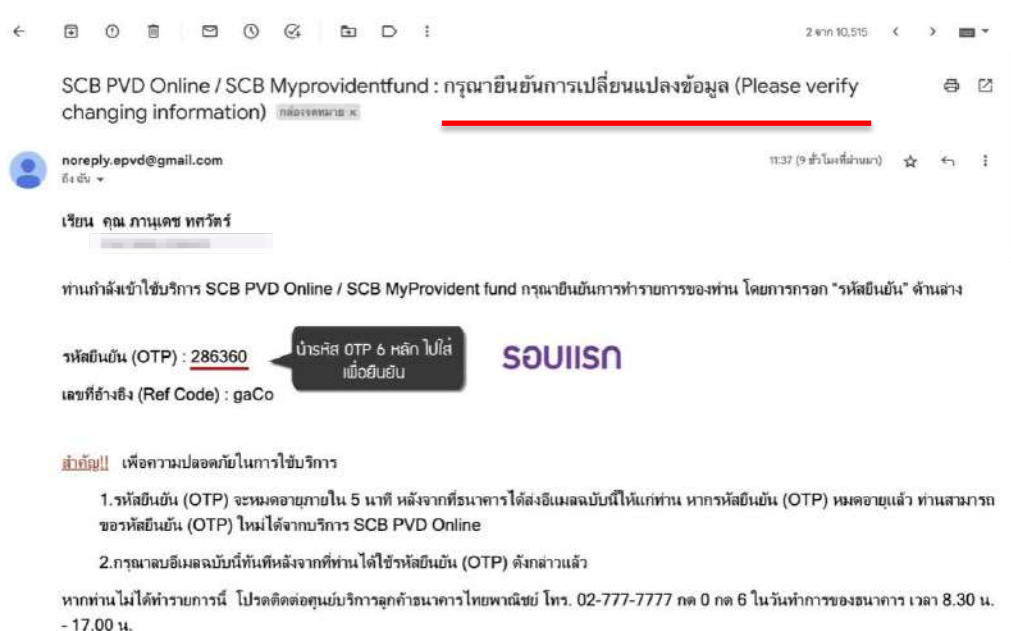 2 จาก 10,515
SCB PVD Online / SCB Myprovidentfund : กรุณายืนยันการเปลี่ยนแปลงข้อมูล (Please verify
changing information) กล่องจดหมาย ×
noreply.epvd@gmail.com 11:37 (9 ชั่วโมงที่ผ่านมา)
ถึง ฉัน
เรียน คุณ ภานุเดช ทศวัตร์
ท่านกำลังเข้าใช้บริการ SCB PVD Online / SCB MyProvident fund กรุณายืนยันการทำรายการของท่าน โดยการกรอก "รหัสยืนยัน" ด้านล่าง
รหัสยืนยัน (OTP) : 286360
นำรหัส OTP 6 หลัก ไปใส่
เพื่อยืนยัน
รอบแรก
เลขที่อ้างอิง (Ref Code) : gaCo
สำคัญ!! เพื่อความปลอดภัยในการใช้บริการ
1.รหัสยืนยัน (OTP) จะหมดอายุภายใน 5 นาที หลังจากที่ธนาคารได้ส่งอีเมลฉบับนี้ให้แก่ท่าน หากรหัสยืนยัน (OTP) หมดอายุแล้ว ท่านสามารถ
ขอรหัสยืนยัน (OTP) ใหม่ได้จากบริการ SCB PVD Online
2.กรุณาลบอีเมลฉบับนี้ทันทีหลังจากที่ท่านได้ใช้รหัสยืนยัน (OTP) ดังกล่าวแล้ว
หากท่านไม่ได้ทำรายการนี้ โปรดติดต่อศูนย์บริการลูกค้าธนาคารไทยพาณิชย์ โทร. 02-777-7777 กด 0 กด 6 ในวันทำการของธนาคาร เวลา 8.30 น.
- 17.00 น.